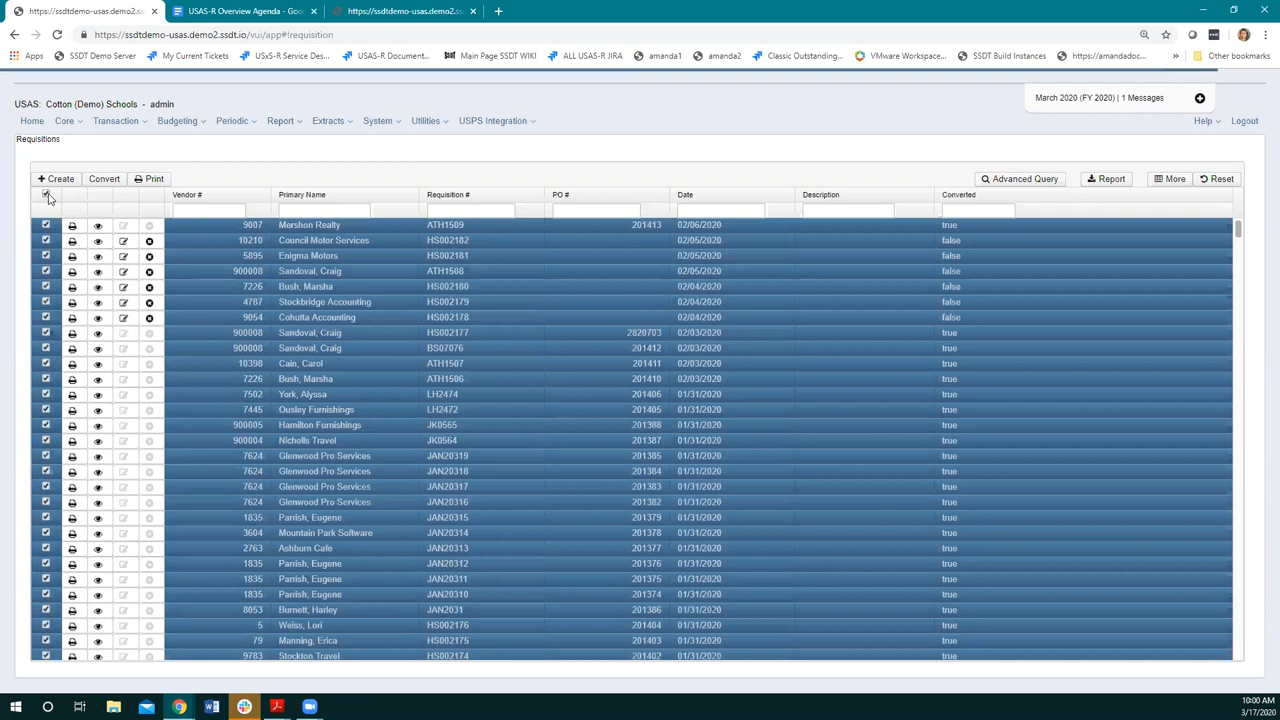 https://ssdtdemo-usas.demo2.ssd × USAS-R Overview Agenda - Goo × https://ssdtdemo-usas.demo2.ssd × +
https://ssdtdemo-usas.demo2.ssdt.io/vui/app#!requisition
Apps SSDT Demo Server My Current Tickets USxS-R Service Des... USAS-R Document... Main Page SSDT WIKI ALL USAS-R JIRA amanda1 amanda2 Classic Outstanding... VMware Workspace... SSDT Build Instances https://amandadoc... » Other bookmarks
March 2020 (FY 2020) | 1 Messages
USAS: Cotton (Demo) Schools - admin
Home Core Transaction Budgeting Periodic Report Extracts System Utilities USPS Integration Help Logout
Requisitions
+ Create Convert Print Advanced Query Report More Reset
Vendor # Primary Name Requisition # PO # Date Description Converted
9007 Mershon Realty ATH1509 201413 02/06/2020 true
10210 Council Motor Services HS002182 02/05/2020 false
5895 Enigma Motors HS002181 02/05/2020 false
900008 Sandoval, Craig ATH1508 02/05/2020 false
7226 Bush, Marsha HS002180 02/04/2020 false
4787 Stockbridge Accounting HS002179 02/04/2020 false
9054 Cohutta Accounting HS002178 02/04/2020 false
900008 Sandoval, Craig HS002177 2820703 02/03/2020 true
900008 Sandoval, Craig BS07076 201412 02/03/2020 true
10398 Cain, Carol ATH1507 201411 02/03/2020 true
7226 Bush, Marsha ATH1506 201410 02/03/2020 true
7502 York, Alyssa LH2474 201406 01/31/2020 true
7445 Ousley Furnishings LH2472 201405 01/31/2020 true
900005 Hamilton Furnishings JK0565 201388 01/31/2020 true
900004 Nicholls Travel JK0564 201387 01/31/2020 true
7624 Glenwood Pro Services JAN20319 201385 01/31/2020 true
7624 Glenwood Pro Services JAN20318 201384 01/31/2020 true
7624 Glenwood Pro Services JAN20317 201383 01/31/2020 true
7624 Glenwood Pro Services JAN20316 201382 01/31/2020 true
1835 Parrish, Eugene JAN20315 201379 01/31/2020 true
3604 Mountain Park Software JAN20314 201378 01/31/2020 true
2763 Ashburn Cafe JAN20313 201377 01/31/2020 true
1835 Parrish, Eugene JAN20312 201376 01/31/2020 true
1835 Parrish, Eugene JAN20311 201375 01/31/2020 true
1835 Parrish, Eugene JAN20310 201374 01/31/2020 true
8053 Burnett, Harley JAN2031 201386 01/31/2020 true
5 Weiss, Lori HS002176 201404 01/31/2020 true
79 Manning, Erica HS002175 201403 01/31/2020 true
9783 Stockton Travel HS002174 201402 01/31/2020 true
10:00 AM
3/17/2020